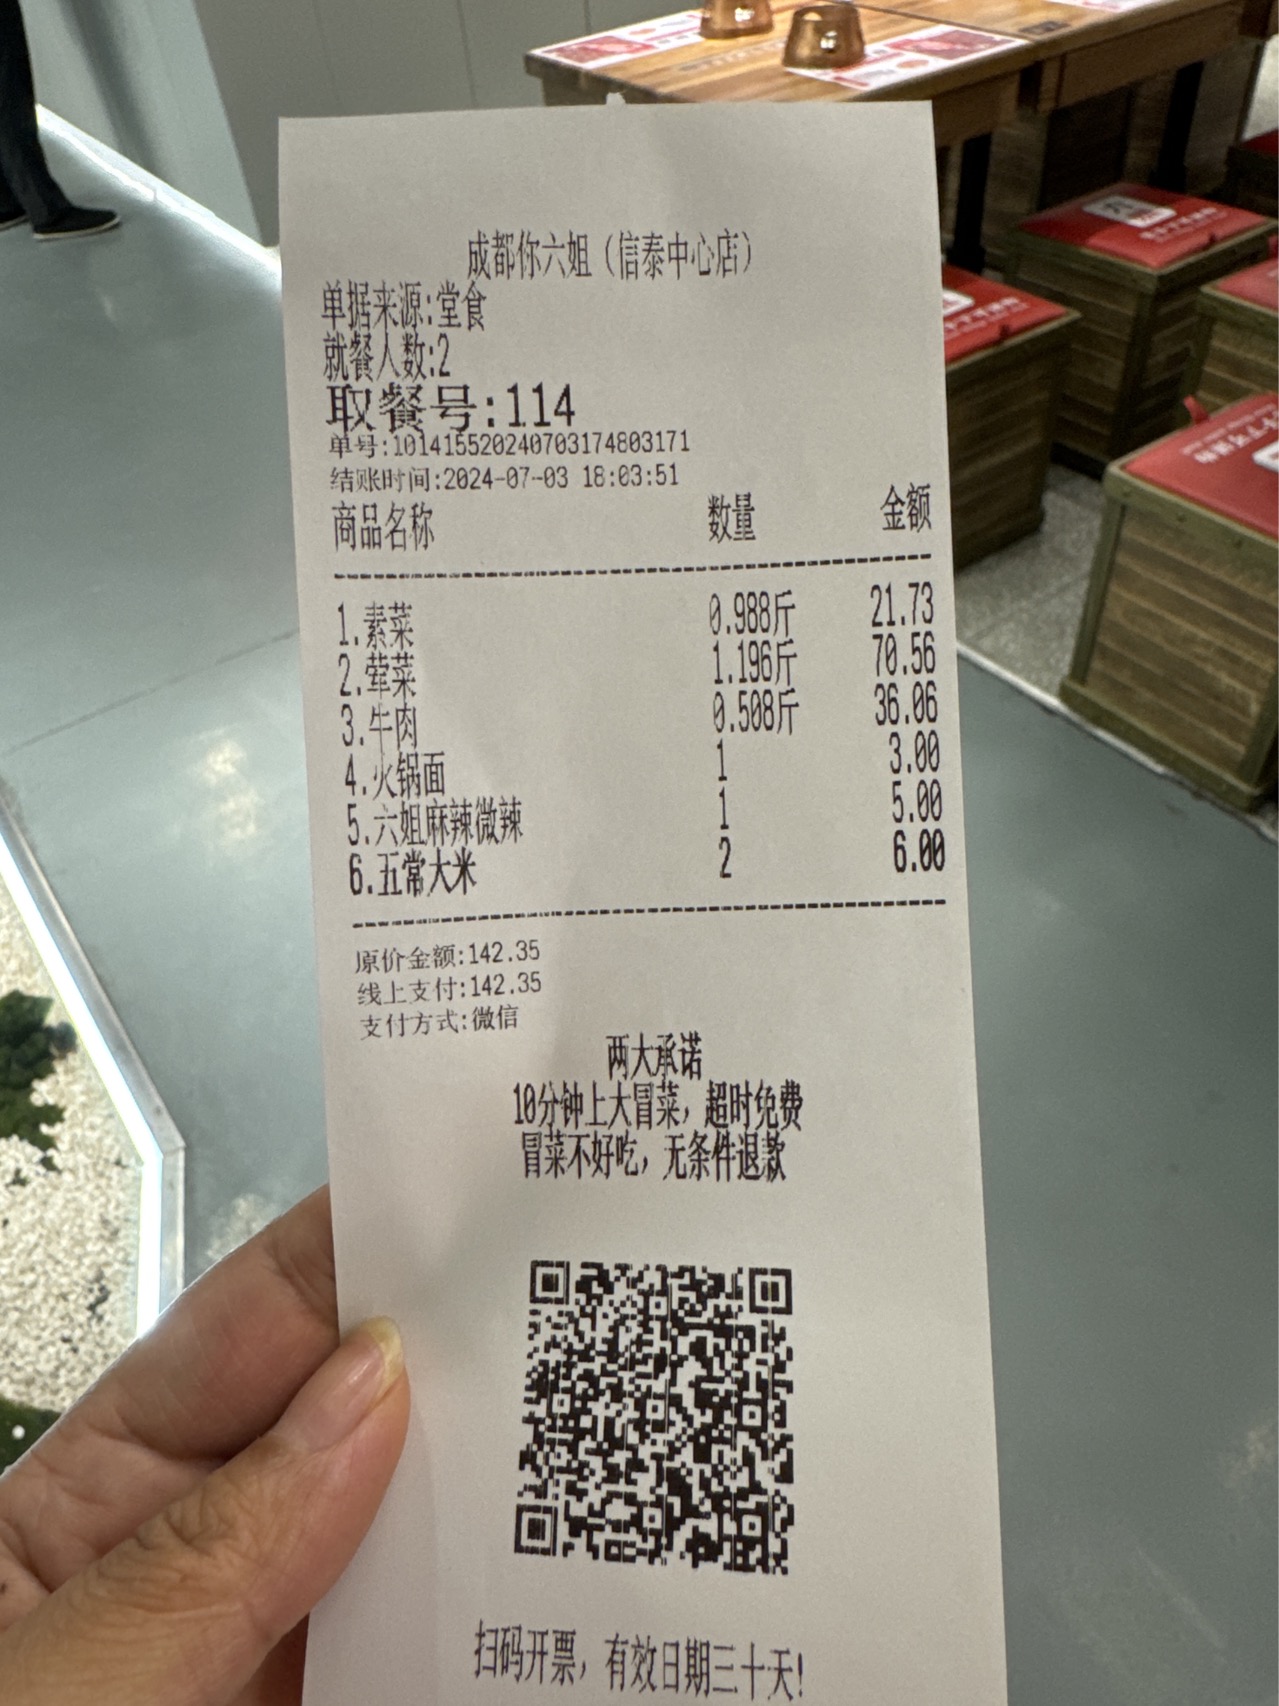 成都你六姐（信泰中心店）
单据来源:堂食
就餐人数:2
取餐号:114
单号:101415520240703174803171
结账时间:2024-07-03 18:03:51
商品名称 数量 金额
1.素菜 0.988斤 21.73
2.荤菜 1.196斤 70.56
3.牛肉 0.508斤 36.06
4.火锅面 1 3.00
5.六姐麻辣微辣 1 5.00
6.五常大米 2 6.00
原价金额:142.35
线上支付:142.35
支付方式:微信
两大承诺
10分钟上大冒菜，超时免费
冒菜不好吃，无条件退款
扫码开票，有效日期三十天!